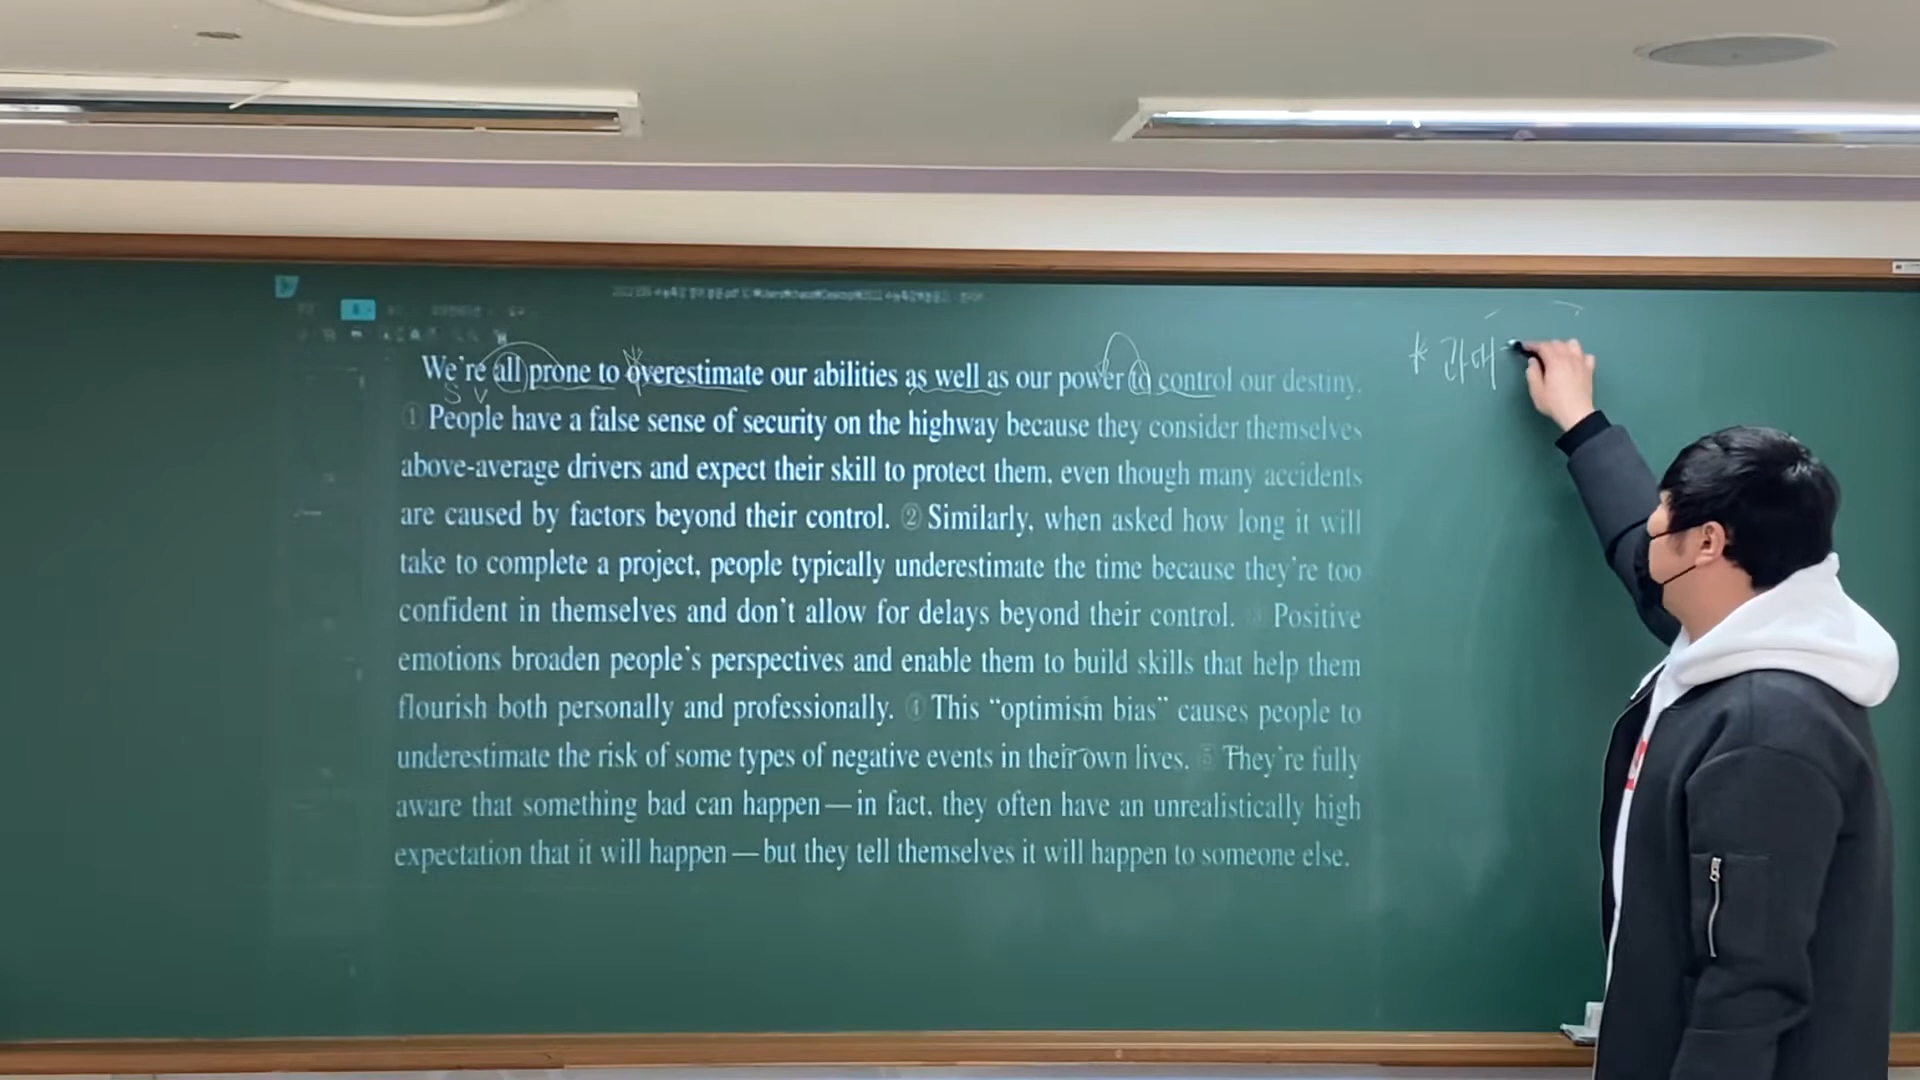 We're all prone to overestimate our abilities as well as our power to control our destiny.
① People have a false sense of security on the highway because they consider themselves
above-average drivers and expect their skill to protect them, even though many accidents
are caused by factors beyond their control. ② Similarly, when asked how long it will
take to complete a project, people typically underestimate the time because they're too
confident in themselves and don't allow for delays beyond their control. ③ Positive
emotions broaden people's perspectives and enable them to build skills that help them
flourish both personally and professionally. ④ This “optimism bias” causes people to
underestimate the risk of some types of negative events in their own lives. ⑤ They're fully
aware that something bad can happen — in fact, they often have an unrealistically high
expectation that it will happen — but they tell themselves it will happen to someone else.
S V